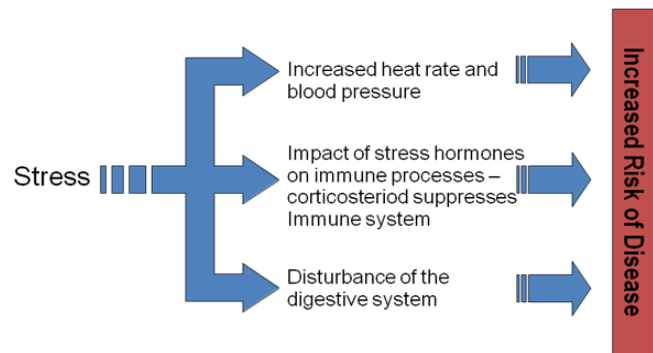 Stress
Increased heat rate and
blood pressure
Impact of stress hormones
on immune processes –
corticosteriod suppresses
Immune system
Disturbance of the
digestive system
Increased Risk of Disease